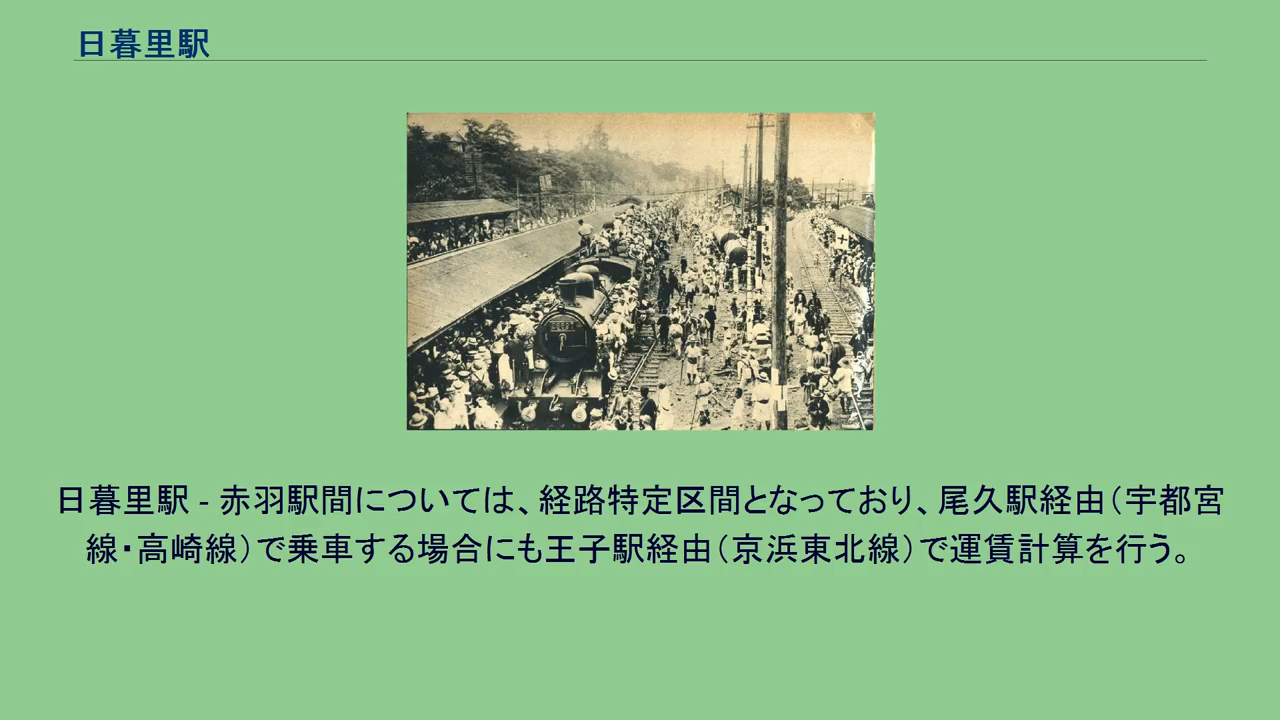 日暮里駅
日暮里駅 - 赤羽駅間については、経路特定区間となっており、尾久駅経由（宇都宮
線・高崎線）で乗車する場合にも王子駅経由（京浜東北線）で運賃計算を行う。